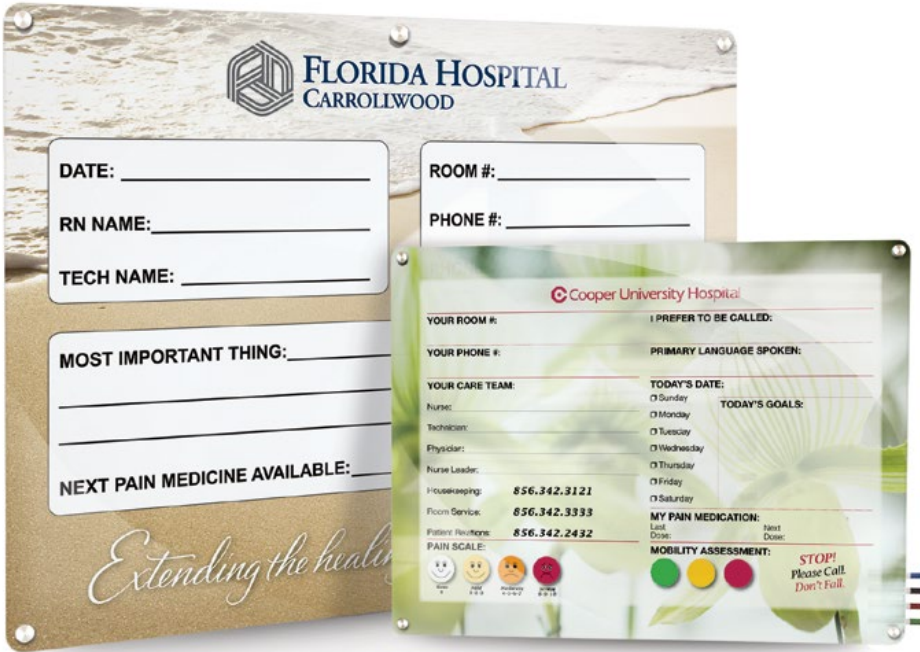 FLORIDA HOSPITAL
CARROLLWOOD
DATE:
RN NAME:
TECH NAME:
ROOM #:
PHONE #:
MOST IMPORTANT THING:
NEXT PAIN MEDICINE AVAILABLE:
Extending the
Cooper University Hospital
YOUR ROOM #:
YOUR PHONE #:
YOUR CARE TEAM:
Nurse:
Technician:
Physician:
Nurse Leader:
Housekeeping: 856.342.3121
Room Service: 856.342.3333
Patient Relations: 856.342.2432
PAIN SCALE:
I PREFER TO BE CALLED:
PRIMARY LANGUAGE SPOKEN:
TODAY'S DATE:
Sunday
Monday
Tuesday
Wednesday
Thursday
Friday
Saturday
TODAY'S GOALS:
MY PAIN MEDICATION:
Last Dose:
Next Dose:
MOBILITY ASSESSMENT:
STOP!
Please Call.
Don't Fall.